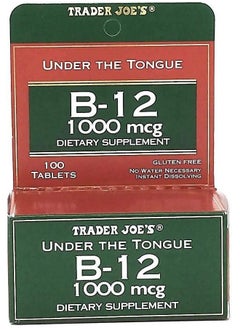 TRADER JOE'S®
UNDER THE TONGUE
B-12
1000 mcg
DIETARY SUPPLEMENT
100
TABLETS
GLUTEN FREE
NO WATER NECESSARY
INSTANT DISSOLVING
TRADER JOE'S®
UNDER THE TONGUE
B-12
1000 mcg
DIETARY SUPPLEMENT